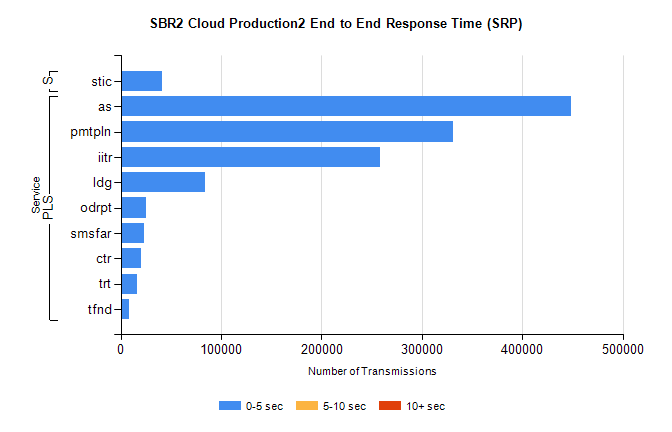 SBR2 Cloud Production2 End to End Response Time (SRP)
Service
S
PLS
stic
as
pmtpln
iitr
ldg
odrpt
smsfar
ctr
trt
tfnd
0 100000 200000 300000 400000 500000
Number of Transmissions
0-5 sec 5-10 sec 10+ sec